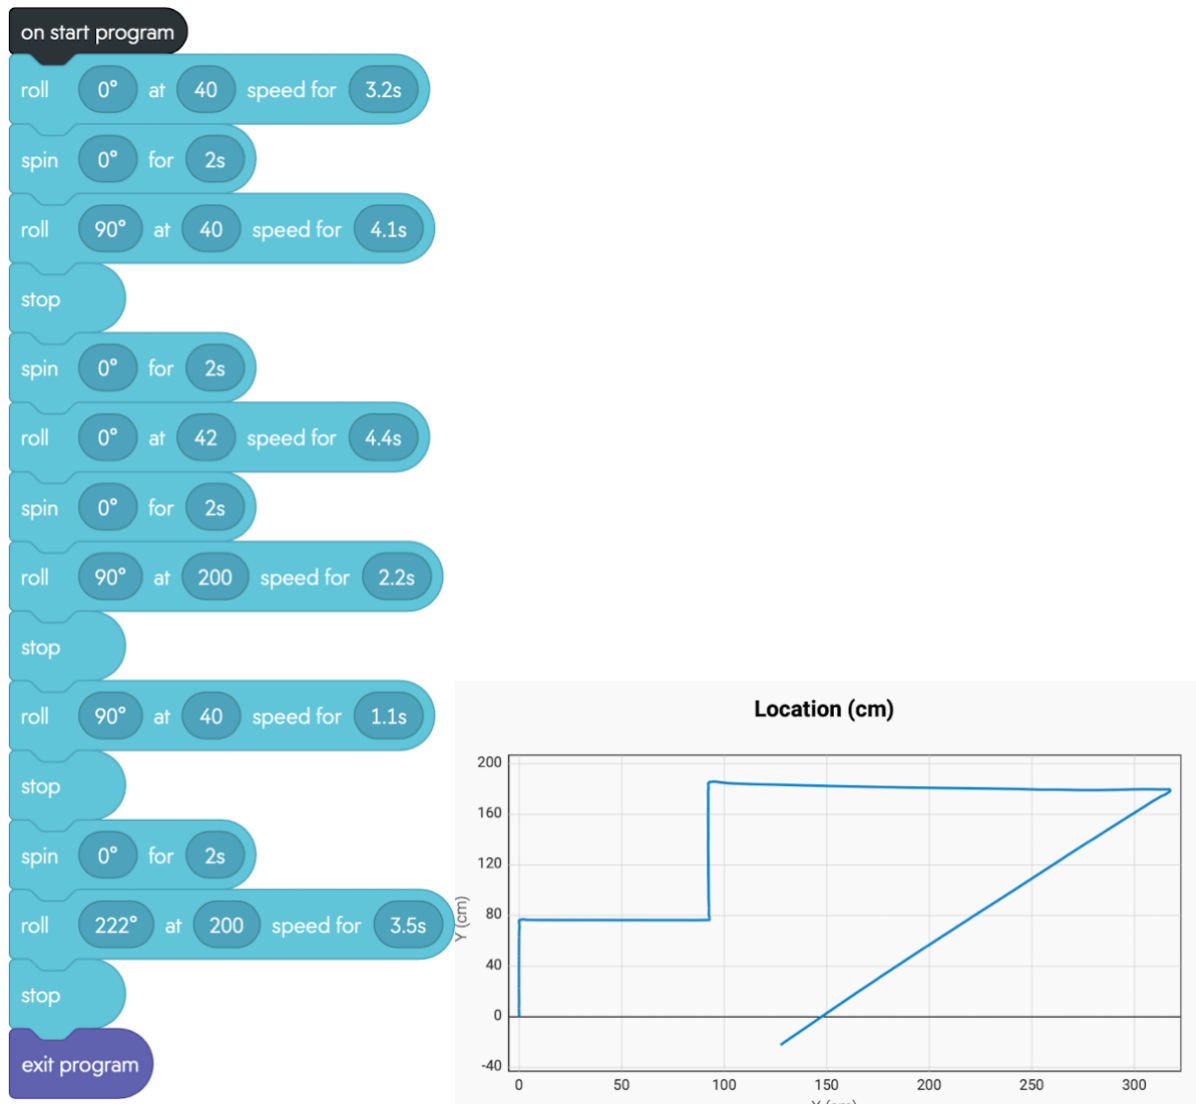 on start program
roll 0° at 40 speed for 3.2s
spin 0° for 2s
roll 90° at 40 speed for 4.1s
stop
spin 0° for 2s
roll 0° at 42 speed for 4.4s
spin 0° for 2s
roll 90° at 200 speed for 2.2s
stop
roll 90° at 40 speed for 1.1s
stop
spin 0° for 2s
roll 222° at 200 speed for 3.5s
stop
exit program
Location (cm)
200
160
120
80
40
0
-40
Y (cm)
0 50 100 150 200 250 300